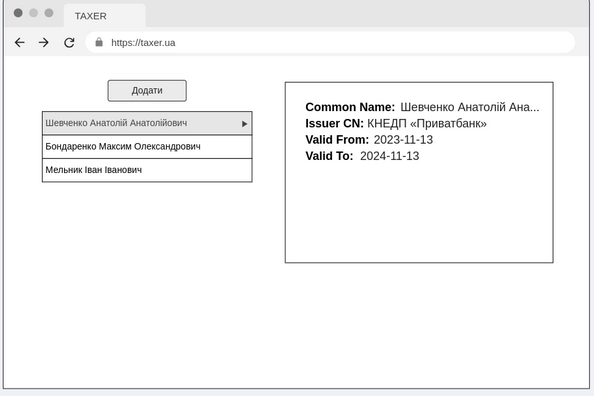 TAXER
https://taxer.ua
Додати
Шевченко Анатолій Анатолійович
Бондаренко Максим Олександрович
Мельник Іван Іванович
Common Name: Шевченко Анатолій Ана...
Issuer CN: КНЕДП «Приватбанк»
Valid From: 2023-11-13
Valid To: 2024-11-13